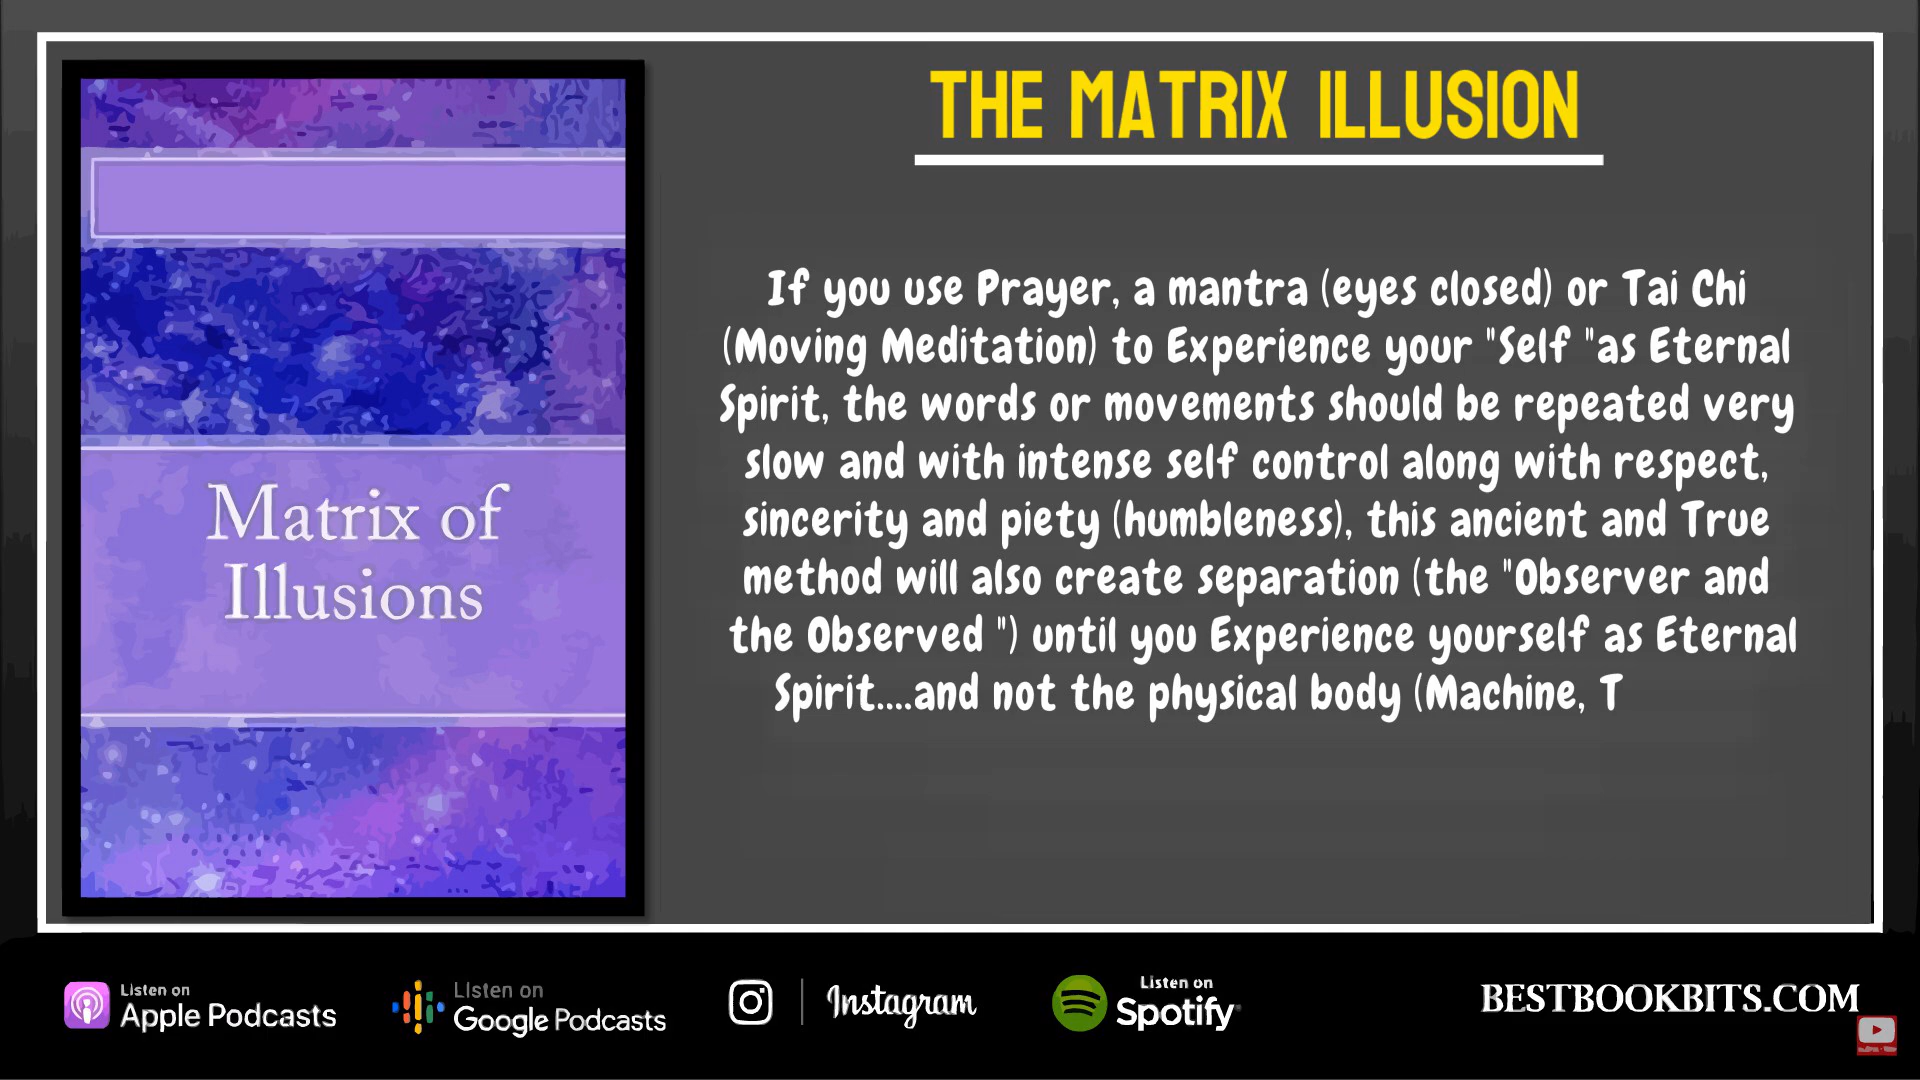 THE MATRIX ILLUSION
Matrix of
Illusions
If you use Prayer, a mantra (eyes closed) or Tai Chi
(Moving Meditation) to Experience your "Self "as Eternal
Spirit, the words or movements should be repeated very
slow and with intense self control along with respect,
sincerity and piety (humbleness), this ancient and True
method will also create separation (the "Observer and
the Observed ") until you Experience yourself as Eternal
Spirit....and not the physical body (Machine, T
Listen on
Apple Podcasts
Listen on
Google Podcasts
Instagram
Listen on
Spotify
BESTBOOKBITS.COM